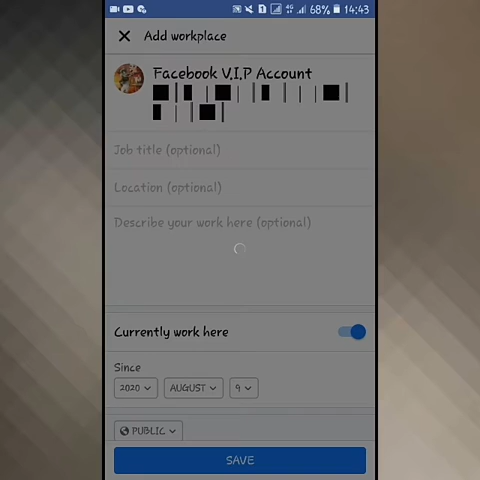 68% 14:43
Add workplace
Facebook V.I.P Account
Job title (optional)
Location (optional)
Describe your work here (optional)
Currently work here
Since
2020 AUGUST 9
PUBLIC
SAVE